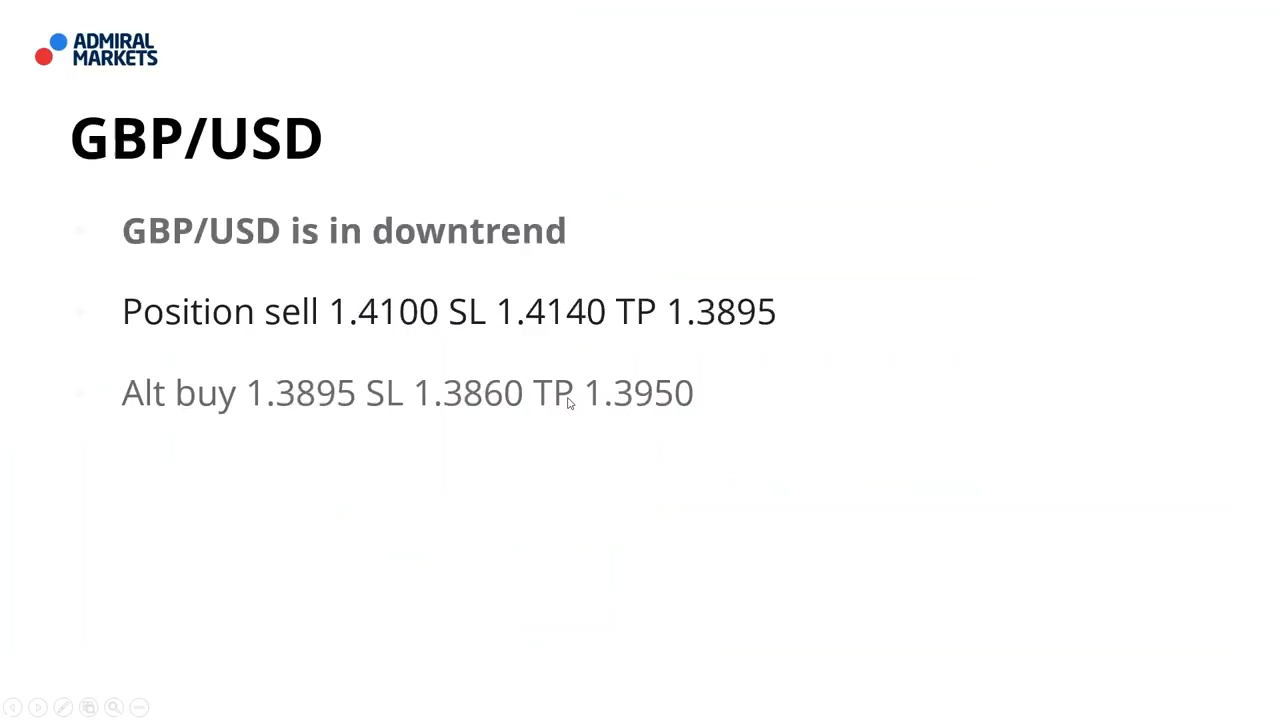 ADMIRAL
MARKETS
GBP/USD
GBP/USD is in downtrend
Position sell 1.4100 SL 1.4140 TP 1.3895
Alt buy 1.3895 SL 1.3860 TP 1.3950